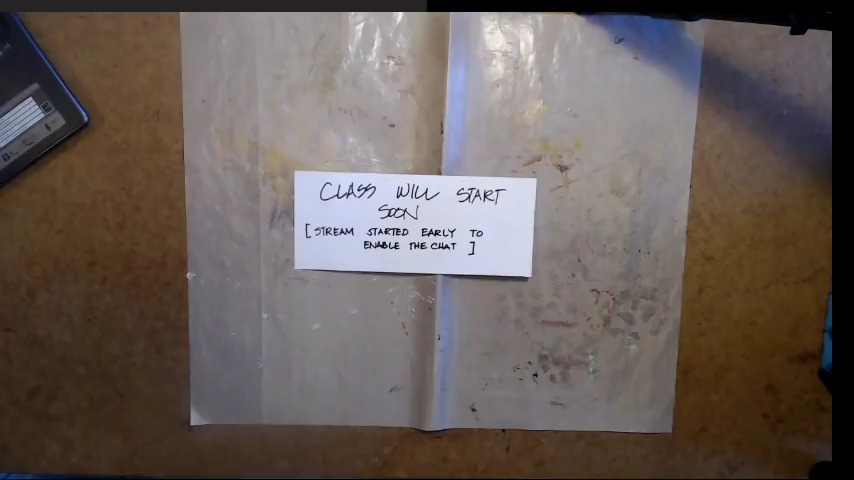 CLASS WILL START
SOON
[STREAM STARTED EARLY TO
ENABLE THE CHAT]